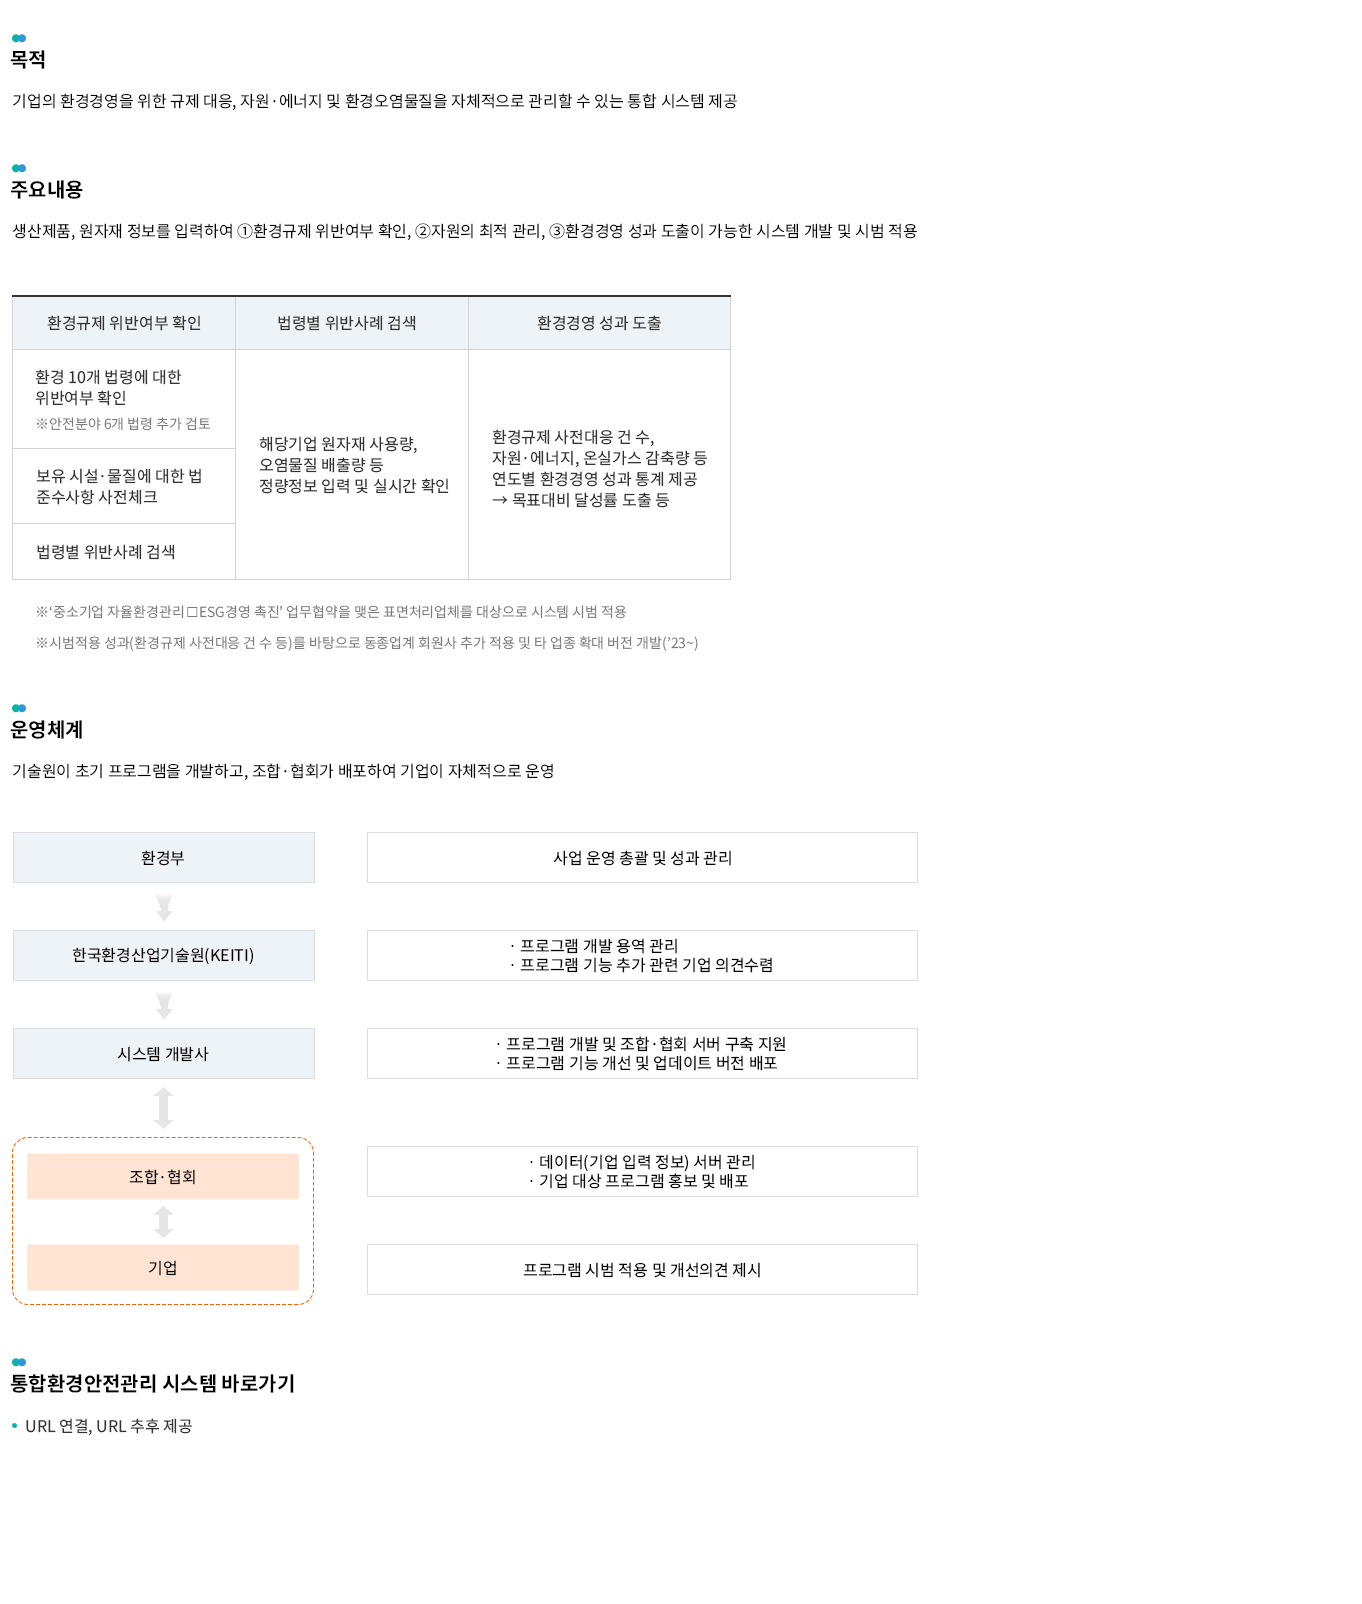 목적
기업의 환경경영을 위한 규제 대응, 자원·에너지 및 환경오염물질을 자체적으로 관리할 수 있는 통합 시스템 제공
주요내용
생산제품, 원자재 정보를 입력하여 ①환경규제 위반여부 확인, ②자원의 최적 관리, ③환경경영 성과 도출이 가능한 시스템 개발 및 시범 적용
환경규제 위반여부 확인
법령별 위반사례 검색
환경경영 성과 도출
환경 10개 법령에 대한
위반여부 확인
※안전분야 6개 법령 추가 검토
보유 시설·물질에 대한 법
준수사항 사전체크
법령별 위반사례 검색
해당기업 원자재 사용량,
오염물질 배출량 등
정량정보 입력 및 실시간 확인
환경규제 사전대응 건 수,
자원·에너지, 온실가스 감축량 등
연도별 환경경영 성과 통계 제공
→ 목표대비 달성률 도출 등
※‘중소기업 자율환경관리□ESG경영 촉진’ 업무협약을 맺은 표면처리업체를 대상으로 시스템 시범 적용
※시범적용 성과(환경규제 사전대응 건 수 등)를 바탕으로 동종업계 회원사 추가 적용 및 타 업종 확대 버전 개발(’23~)
운영체계
기술원이 초기 프로그램을 개발하고, 조합·협회가 배포하여 기업이 자체적으로 운영
환경부
사업 운영 총괄 및 성과 관리
한국환경산업기술원(KEITI)
· 프로그램 개발 용역 관리
· 프로그램 기능 추가 관련 기업 의견수렴
시스템 개발사
· 프로그램 개발 및 조합·협회 서버 구축 지원
· 프로그램 기능 개선 및 업데이트 버전 배포
조합·협회
· 데이터(기업 입력 정보) 서버 관리
· 기업 대상 프로그램 홍보 및 배포
기업
프로그램 시범 적용 및 개선의견 제시
통합환경안전관리 시스템 바로가기
• URL 연결, URL 추후 제공